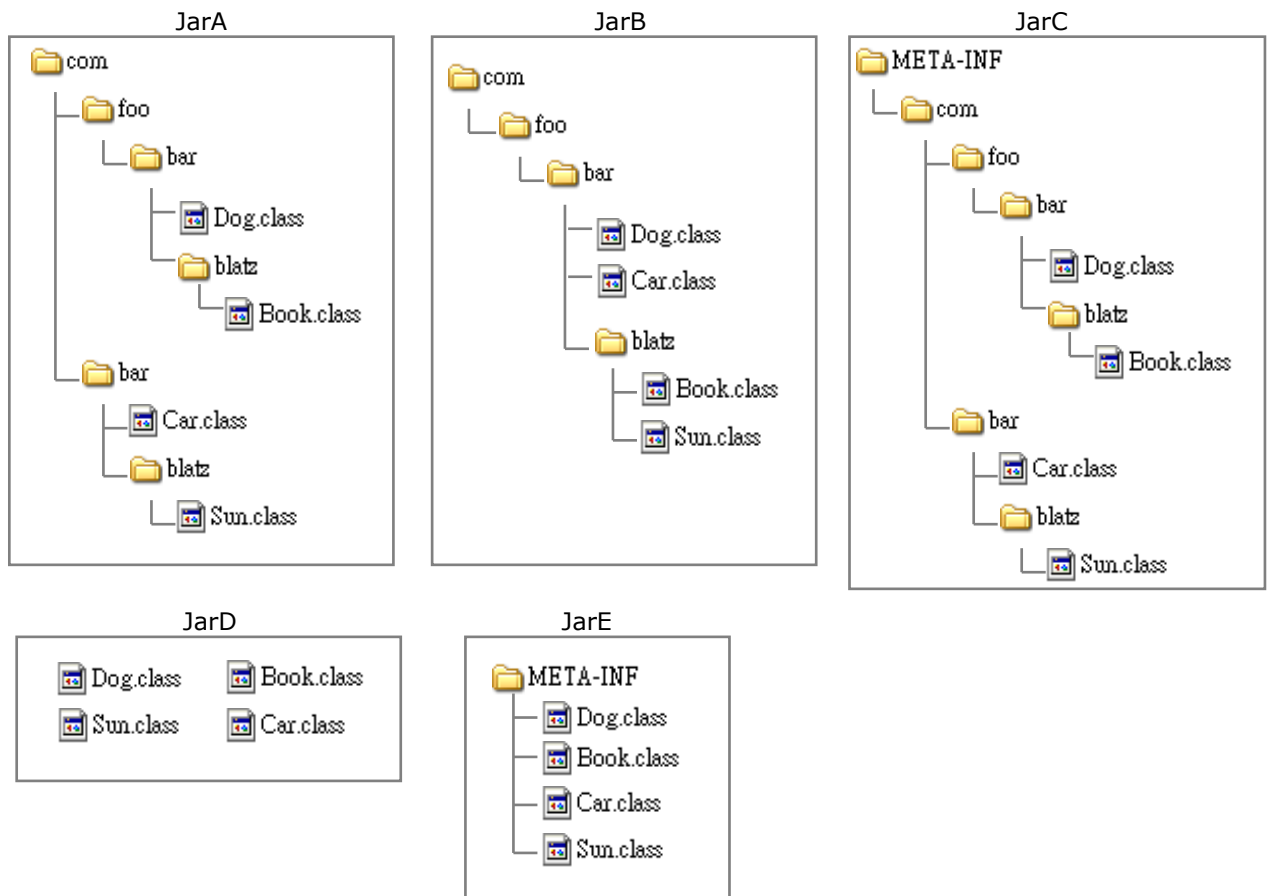 JarA
com
foo
bar
Dog.class
blatz
Book.class
bar
Car.class
blatz
Sun.class
JarB
com
foo
bar
Dog.class
Car.class
blatz
Book.class
Sun.class
JarC
META-INF
com
foo
bar
Dog.class
blatz
Book.class
bar
Car.class
blatz
Sun.class
JarD
Dog.class Book.class
Sun.class Car.class
JarE
META-INF
Dog.class
Book.class
Car.class
Sun.class